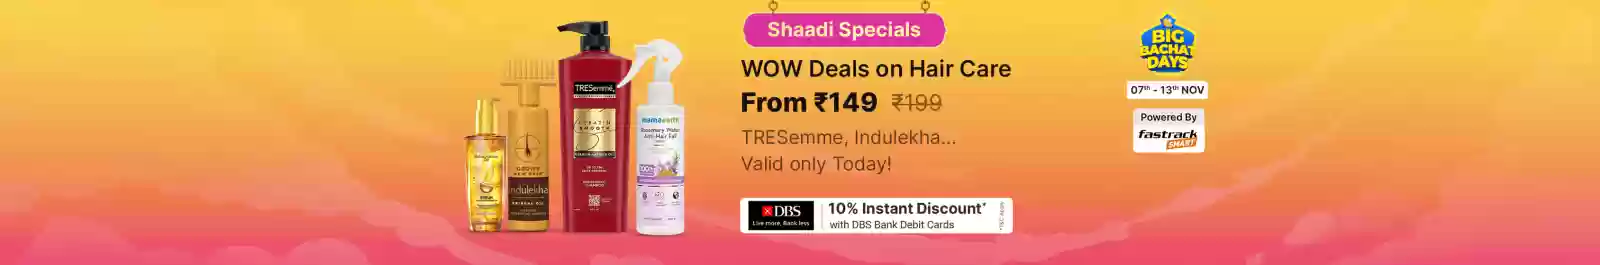 Shaadi Specials
WOW Deals on Hair Care
From ₹149 ₹199
TRESemme, Indulekha...
Valid only Today!
DBS
Live more, Bank less
10% Instant Discount*
with DBS Bank Debit Cards
BIG
BACHAT
DAYS
07th - 13th NOV
Powered By
fastrack
SMART
TRESemmé
KERATIN
SMOOTH
indulekha
mamaearth
Rosemary Water
Anti-Hair Fall